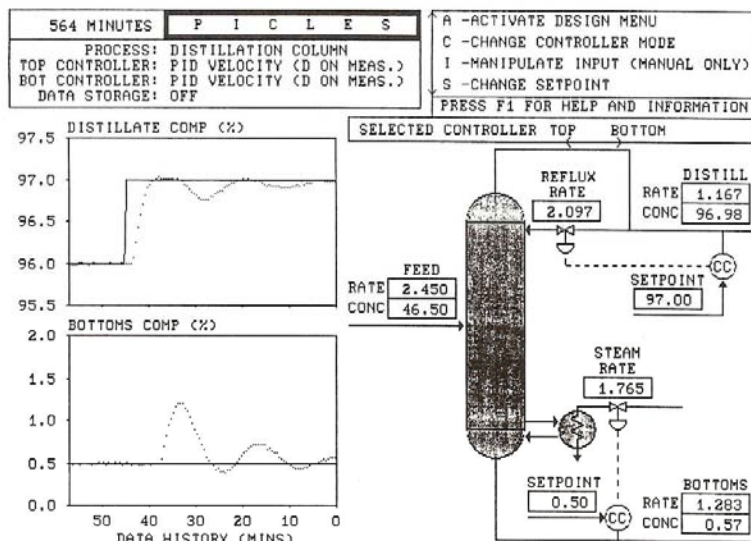 564 MINUTES
P I C L E S
PROCESS: DISTILLATION COLUMN
TOP CONTROLLER: PID VELOCITY (D ON MEAS.)
BOT CONTROLLER: PID VELOCITY (D ON MEAS.)
DATA STORAGE: OFF
A -ACTIVATE DESIGN MENU
C -CHANGE CONTROLLER MODE
I -MANIPULATE INPUT (MANUAL ONLY)
S -CHANGE SETPOINT
PRESS F1 FOR HELP AND INFORMATION
SELECTED CONTROLLER TOP BOTTOM
DISTILLATE COMP (%)
97.5
97.0
96.5
96.0
95.5
BOTTOMS COMP (%)
2.0
1.5
1.0
0.5
0.0
50 40 30 20 10 0
DATA HISTORY (MINS)
FEED
RATE 2.450
CONC 46.50
REFLUX
RATE
2.097
DISTILL
RATE 1.167
CONC 96.98
CC
SETPOINT
97.00
STEAM
RATE
1.765
SETPOINT
0.50
CC
BOTTOMS
RATE 1.283
CONC 0.57